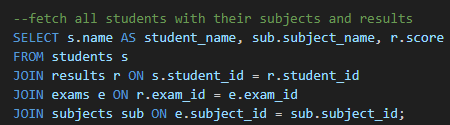 --fetch all students with their subjects and results
SELECT s.name AS student_name, sub.subject_name, r.score
FROM students s
JOIN results r ON s.student_id = r.student_id
JOIN exams e ON r.exam_id = e.exam_id
JOIN subjects sub ON e.subject_id = sub.subject_id;